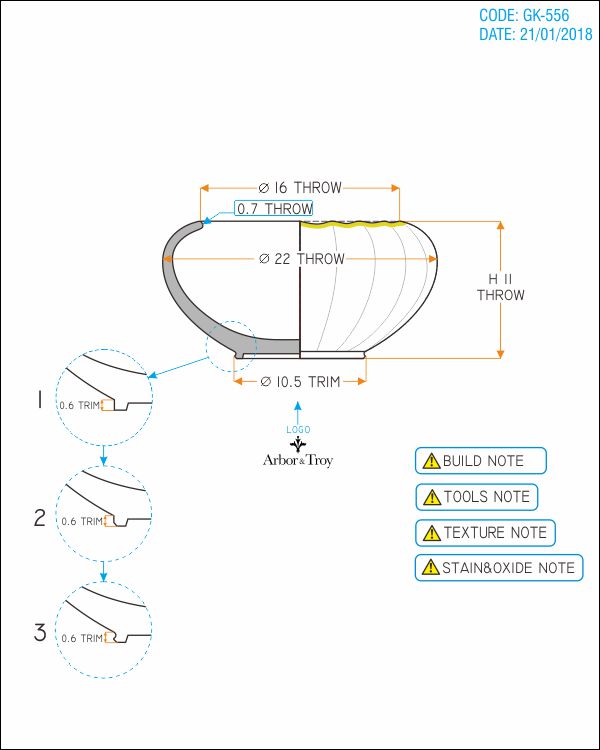 CODE: GK-556
DATE: 21/01/2018
Ø 16 THROW
0.7 THROW
Ø 22 THROW
H 11
THROW
Ø 10.5 TRIM
1
0.6 TRIM
LOGO
Arbor&Troy
BUILD NOTE
TOOLS NOTE
2
0.6 TRIM
TEXTURE NOTE
STAIN&OXIDE NOTE
3
0.6 TRIM